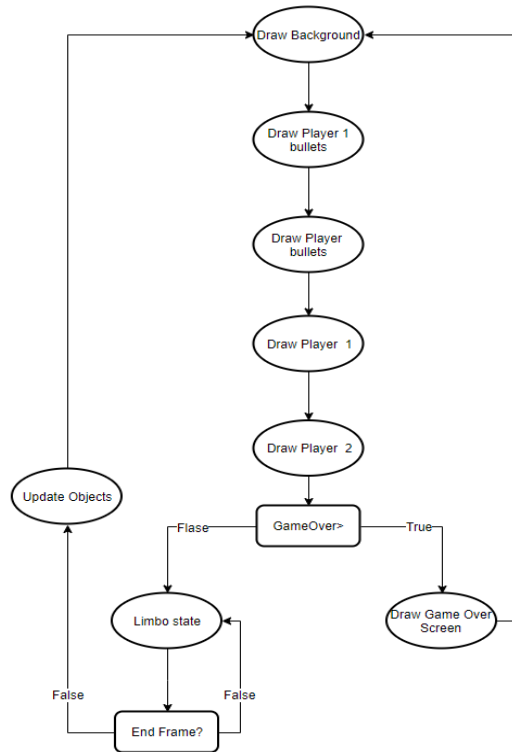 Draw Background
Draw Player 1
bullets
Draw Player
bullets
Draw Player 1
Draw Player 2
Update Objects
GameOver>
Flase
True
Limbo state
Draw Game Over
Screen
False
False
End Frame?